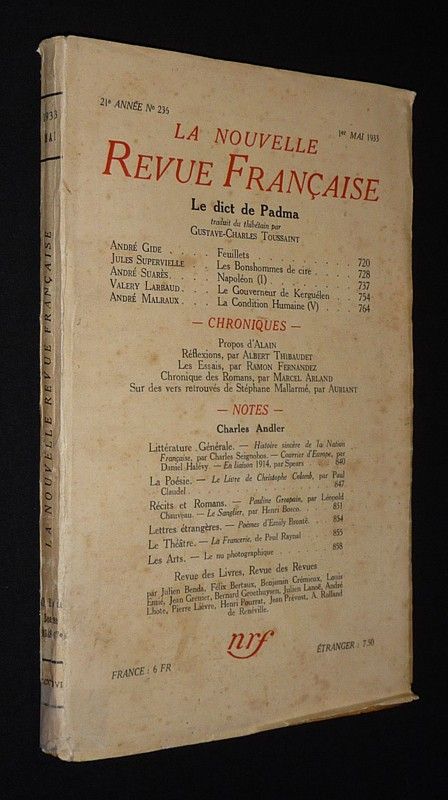 21e ANNÉE No 236
1er MAI 1933
LA NOUVELLE
REVUE FRANÇAISE
Le dict de Padma
traduit du thibétain par
GUSTAVE-CHARLES TOUSSAINT
ANDRÉ GIDE . . . . Feuillets . . . . . . . . . . 720
JULES SUPERVIELLE . . Les Bonshommes de cire . . . . 728
ANDRÉ SUARÈS. . . . Napoléon (I) . . . . . . . . 737
VALERY LARBAUD. . . Le Gouverneur de Kerguélen . . 754
ANDRÉ MALRAUX. . . La Condition Humaine (V) . . . 764
— CHRONIQUES —
Propos d'ALAIN
Réflexions, par ALBERT THIBAUDET
Les Essais, par RAMON FERNANDEZ
Chronique des Romans, par MARCEL ARLAND
Sur des vers retrouvés de Stéphane Mallarmé, par AURIANT
— NOTES —
Charles Andler
Littérature Générale. — Histoire sincère de la Nation
Française, par Charles Seignobos. — Courrier d'Europe, par
Daniel Halévy. — En liaison 1914, par Spears . . . 840
La Poésie. — Le Livre de Christophe Colomb, par Paul
Claudel . . . 847
Récits et Romans. — Pauline Grospain, par Léopold
Chauveau. — Le Sanglier, par Henri Bosco. . . . 851
Lettres étrangères. — Poèmes d'Emily Brontë. . . . 854
Le Théâtre. — La Francerie, de Paul Raynal . . . 855
Les Arts. — Le nu photographique . . . 858
Revue des Livres, Revue des Revues
par Julien Benda, Félix Bertaux, Benjamin Crémieux, Louis
Émié, Jean Grenier, Bernard Groethuysen, Julien Lanoë, André
Lhote, Pierre Lièvre, Henri Pourrat, Jean Prévost, A. Rolland
de Renéville.
nrf
FRANCE : 6 FR
ÉTRANGER : 7.50
1933
MAI
LA NOUVELLE REVUE FRANÇAISE